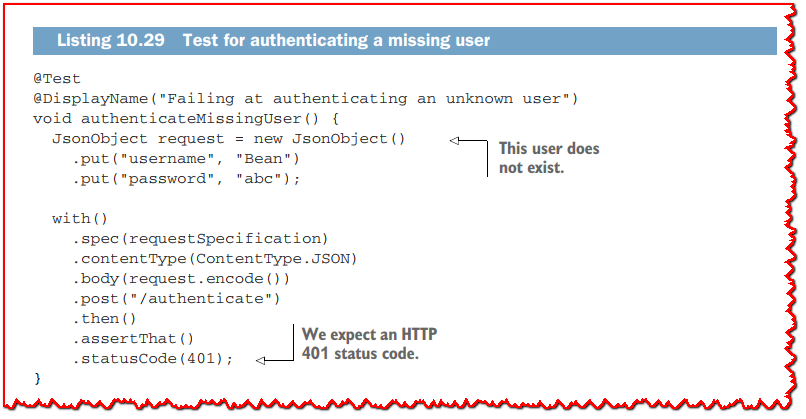 Listing 10.29 Test for authenticating a missing user
@Test
@DisplayName("Failing at authenticating an unknown user")
void authenticateMissingUser() {
  JsonObject request = new JsonObject()
    .put("username", "Bean")
    .put("password", "abc");
This user does
not exist.
  with()
    .spec(requestSpecification)
    .contentType(ContentType.JSON)
    .body(request.encode())
    .post("/authenticate")
    .then()
    .assertThat()
    .statusCode(401);
We expect an HTTP
401 status code.
}